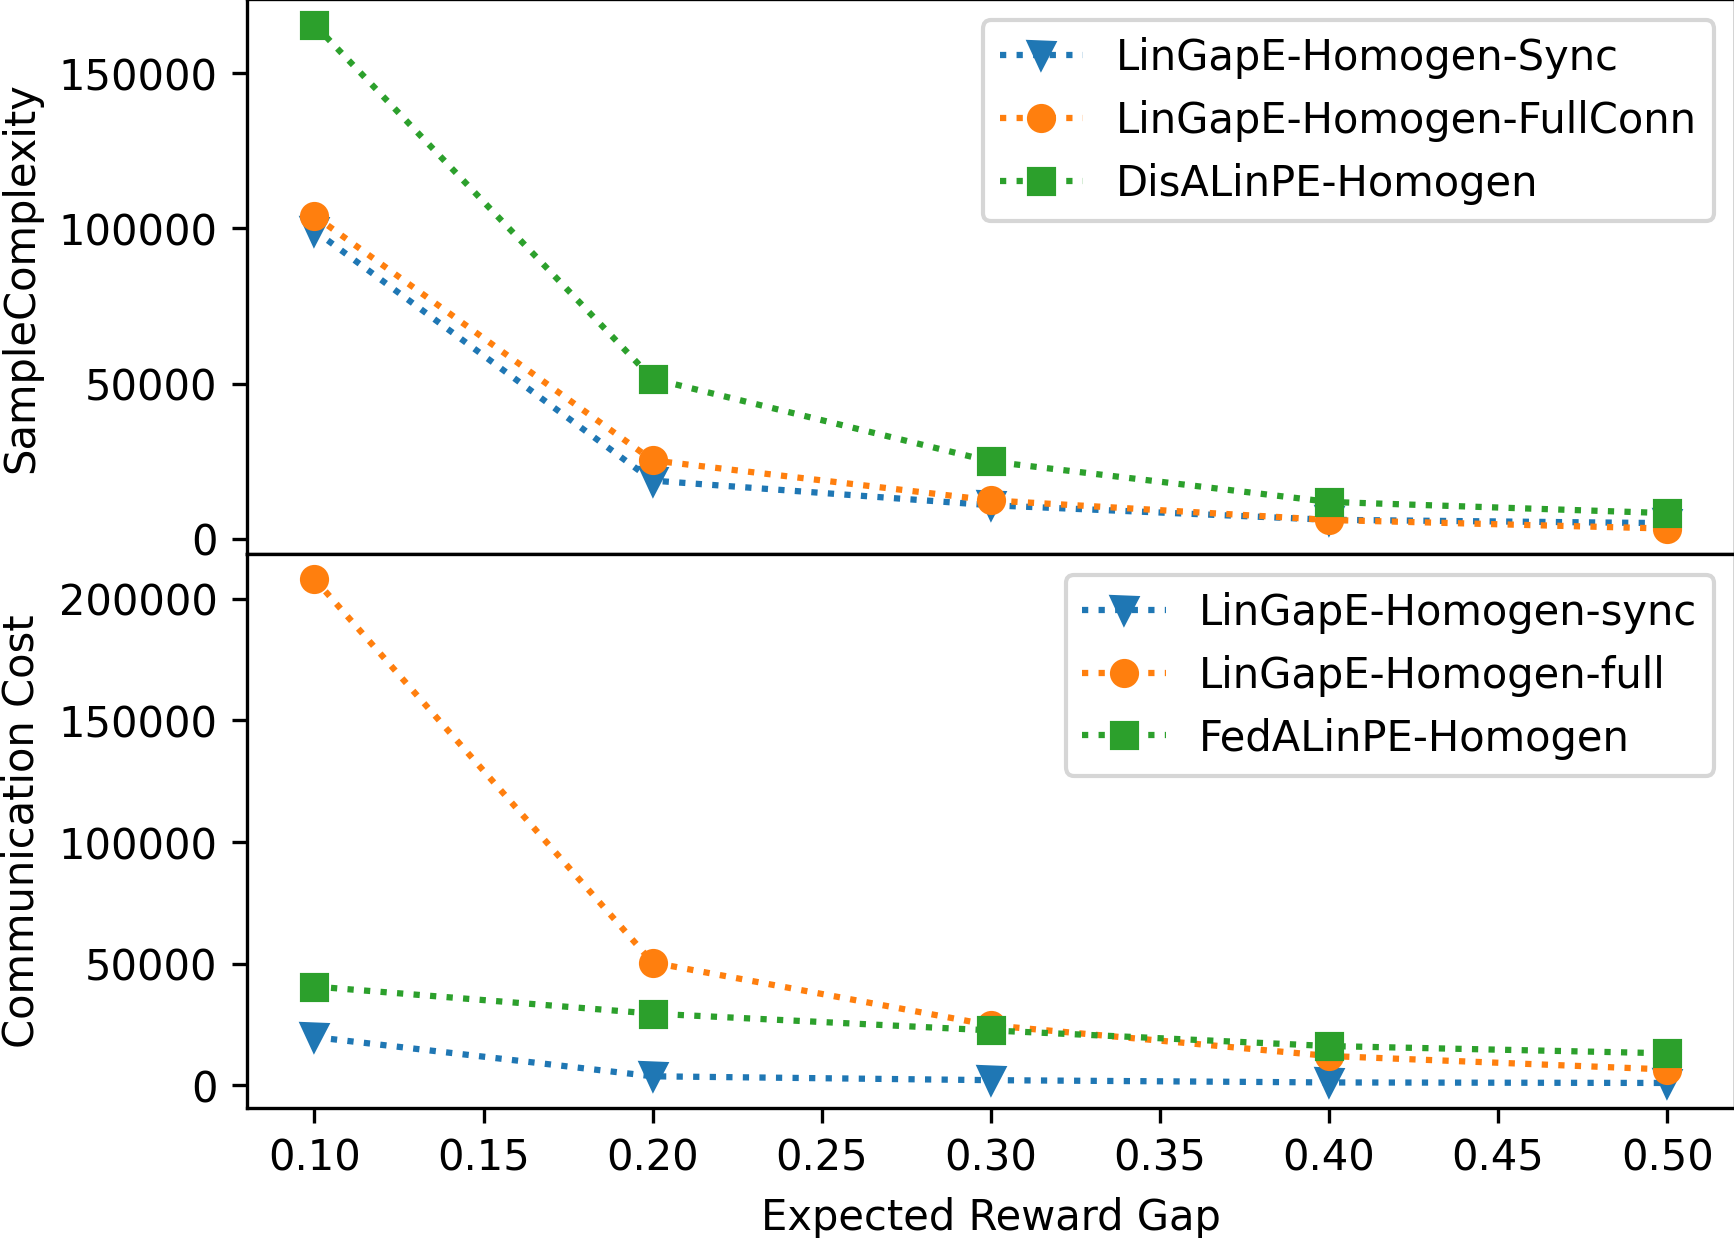 SampleComplexity
150000
100000
50000
0
LinGapE-Homogen-Sync
LinGapE-Homogen-FullConn
DisALinPE-Homogen
Communication Cost
200000
150000
100000
50000
0
LinGapE-Homogen-sync
LinGapE-Homogen-full
FedALinPE-Homogen
0.10 0.15 0.20 0.25 0.30 0.35 0.40 0.45 0.50
Expected Reward Gap